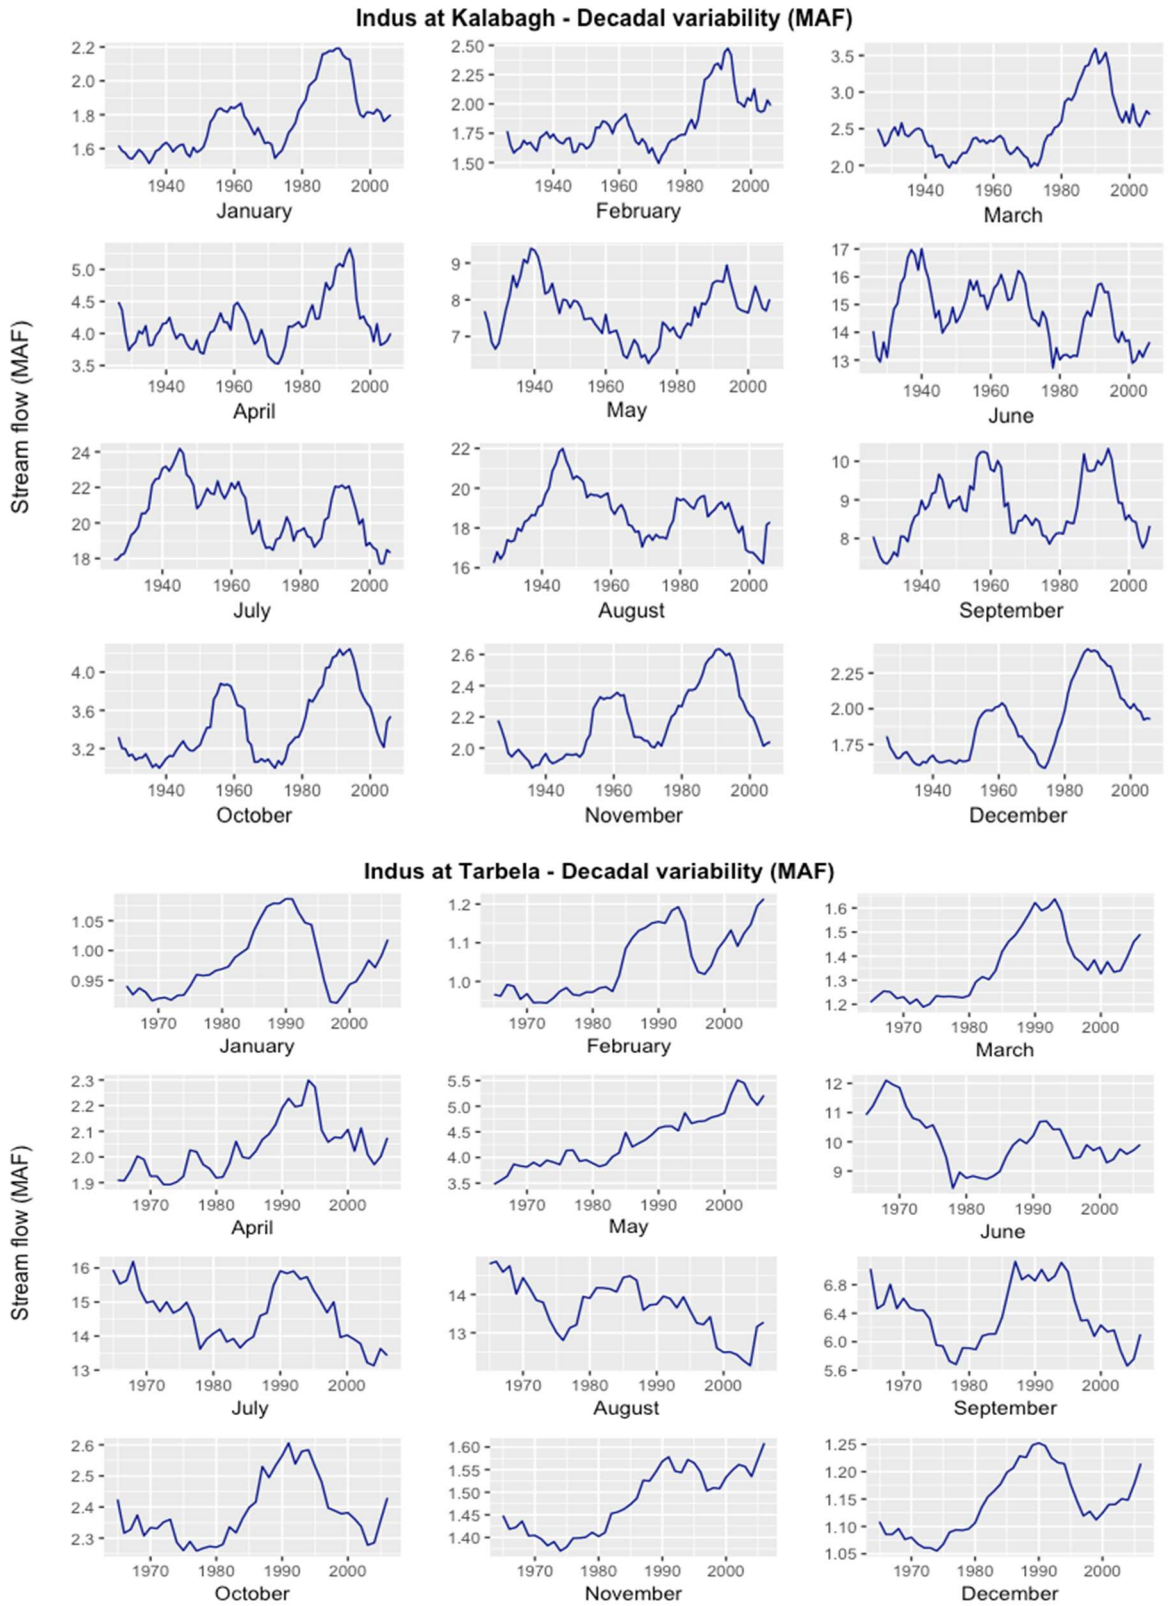 Indus at Kalabagh - Decadal variability (MAF)
Stream flow (MAF)
2.2
2.0
1.8
1.6
1940 1960 1980 2000
January
2.50
2.25
2.00
1.75
1.50
1940 1960 1980 2000
February
3.5
3.0
2.5
2.0
1940 1960 1980 2000
March
5.0
4.5
4.0
3.5
1940 1960 1980 2000
April
9
8
7
1940 1960 1980 2000
May
17
16
15
14
13
1940 1960 1980 2000
June
24
22
20
18
1940 1960 1980 2000
July
22
20
18
16
1940 1960 1980 2000
August
10
9
8
1940 1960 1980 2000
September
4.0
3.6
3.2
1940 1960 1980 2000
October
2.6
2.4
2.2
2.0
1940 1960 1980 2000
November
2.25
2.00
1.75
1940 1960 1980 2000
December
Indus at Tarbela - Decadal variability (MAF)
Stream flow (MAF)
1.05
1.00
0.95
1970 1980 1990 2000
January
1.2
1.1
1.0
1970 1980 1990 2000
February
1.6
1.5
1.4
1.3
1.2
1970 1980 1990 2000
March
2.3
2.2
2.1
2.0
1.9
1970 1980 1990 2000
April
5.5
5.0
4.5
4.0
3.5
1970 1980 1990 2000
May
12
11
10
9
1970 1980 1990 2000
June
16
15
14
13
1970 1980 1990 2000
July
14
13
1970 1980 1990 2000
August
6.8
6.4
6.0
5.6
1970 1980 1990 2000
September
2.6
2.5
2.4
2.3
1970 1980 1990 2000
October
1.60
1.55
1.50
1.45
1.40
1970 1980 1990 2000
November
1.25
1.20
1.15
1.10
1.05
1970 1980 1990 2000
December